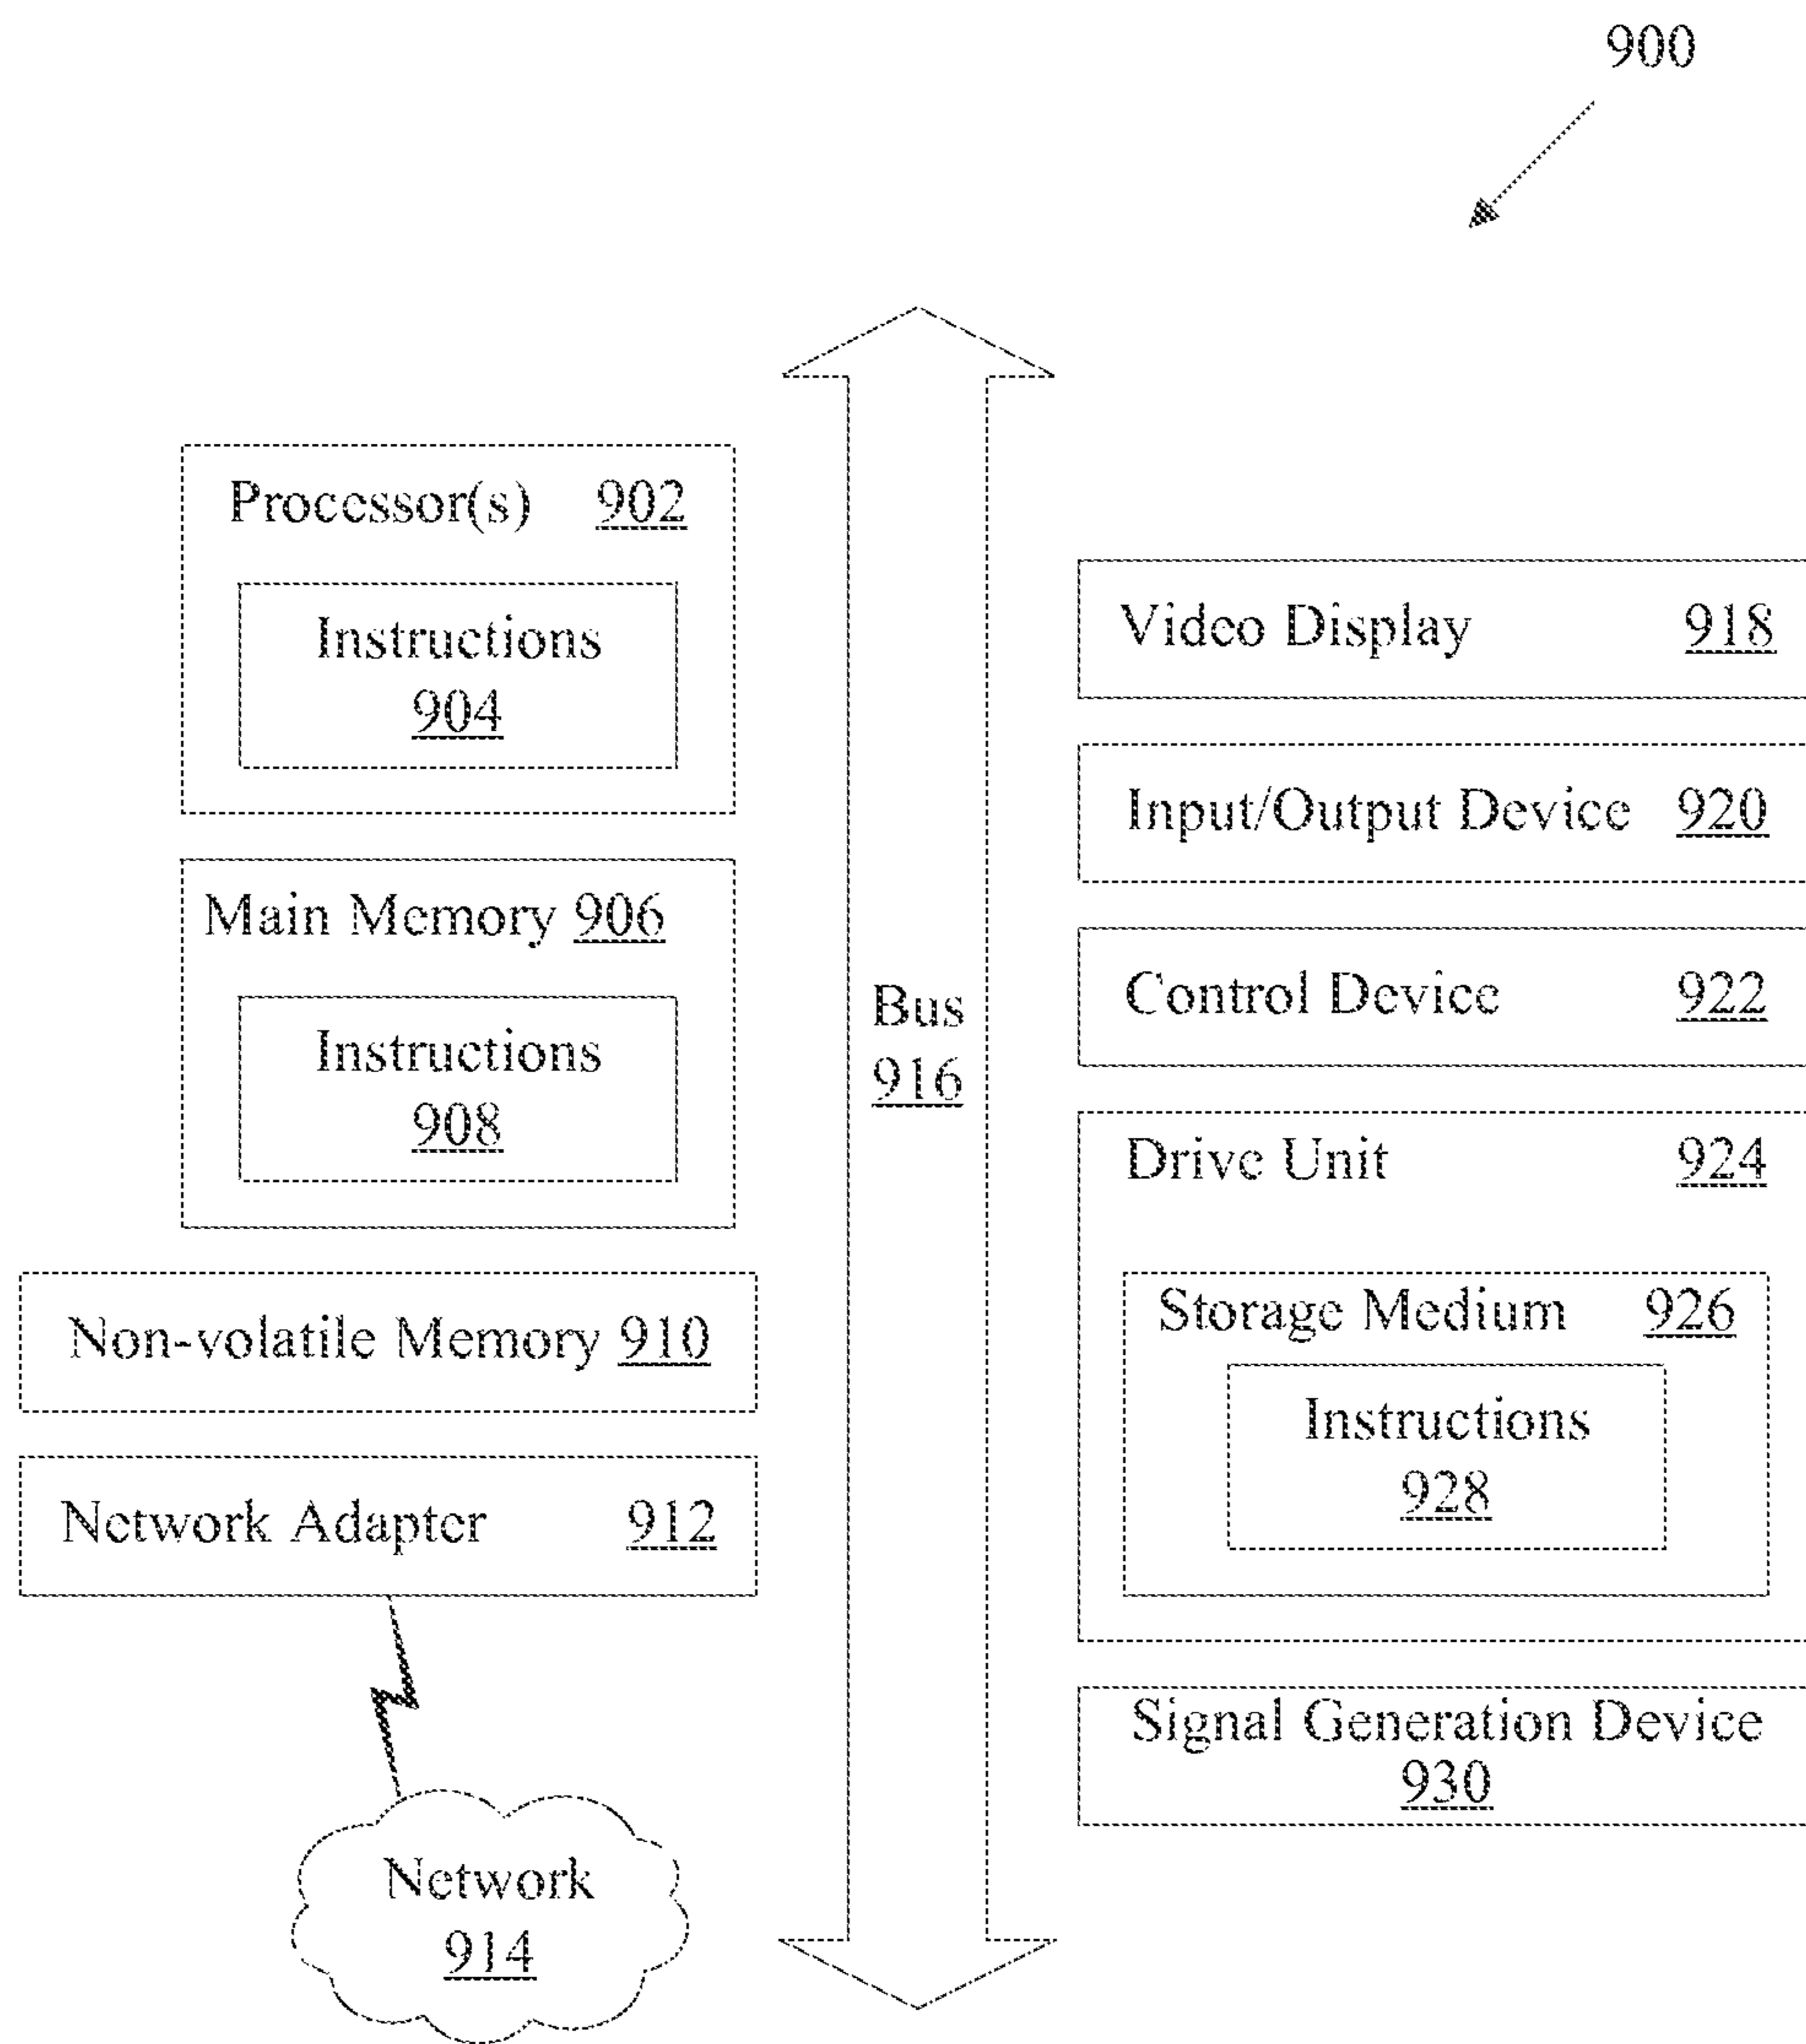 900
Processor(s) 902
Instructions
904
Main Memory 906
Instructions
908
Non-volatile Memory 910
Network Adapter 912
Network
914
Bus
916
Video Display 918
Input/Output Device 920
Control Device 922
Drive Unit 924
Storage Medium 926
Instructions
928
Signal Generation Device
930